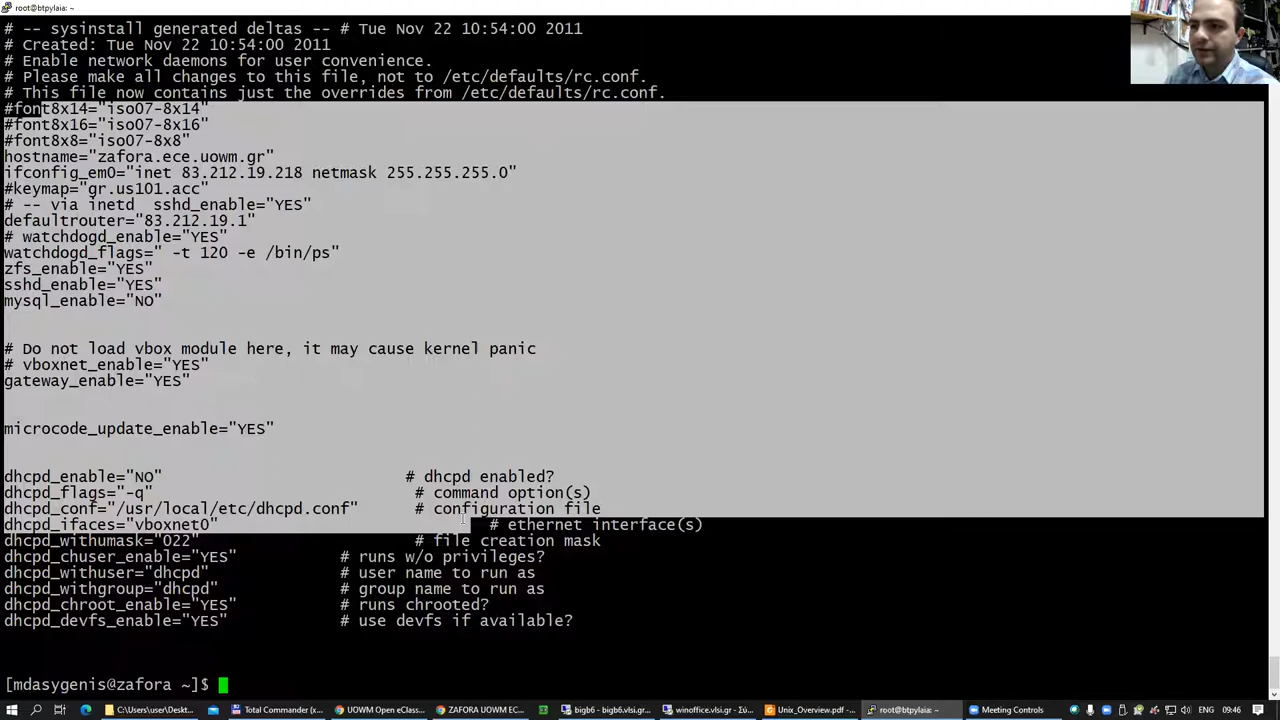 root@btpylaia: ~
# -- sysinstall generated deltas -- # Tue Nov 22 10:54:00 2011
# Created: Tue Nov 22 10:54:00 2011
# Enable network daemons for user convenience.
# Please make all changes to this file, not to /etc/defaults/rc.conf.
# This file now contains just the overrides from /etc/defaults/rc.conf.
#font8x14="iso07-8x14"
#font8x16="iso07-8x16"
#font8x8="iso07-8x8"
hostname="zafora.ece.uowm.gr"
ifconfig_em0="inet 83.212.19.218 netmask 255.255.255.0"
#keymap="gr.us101.acc"
# -- via inetd  sshd_enable="YES"
defaultrouter="83.212.19.1"
# watchdogd_enable="YES"
watchdogd_flags=" -t 120 -e /bin/ps"
zfs_enable="YES"
sshd_enable="YES"
mysql_enable="NO"
# Do not load vbox module here, it may cause kernel panic
# vboxnet_enable="YES"
gateway_enable="YES"
microcode_update_enable="YES"
dhcpd_enable="NO" # dhcpd enabled?
dhcpd_flags="-q" # command option(s)
dhcpd_conf="/usr/local/etc/dhcpd.conf" # configuration file
dhcpd_ifaces="vboxnet0" # ethernet interface(s)
dhcpd_withumask="022" # file creation mask
dhcpd_chuser_enable="YES" # runs w/o privileges?
dhcpd_withuser="dhcpd" # user name to run as
dhcpd_withgroup="dhcpd" # group name to run as
dhcpd_chroot_enable="YES" # runs chrooted?
dhcpd_devfs_enable="YES" # use devfs if available?
[mdasygenis@zafora ~]$
C:\Users\user\Deskt... Total Commander (x... UOWM Open eClass... ZAFORA UOWM EC... bigb6 - bigb6.vlsi.gr... winoffice.vlsi.gr - Σύ... Unix_Overview.pdf -... root@btpylaia: ~ Meeting Controls ENG 09:46